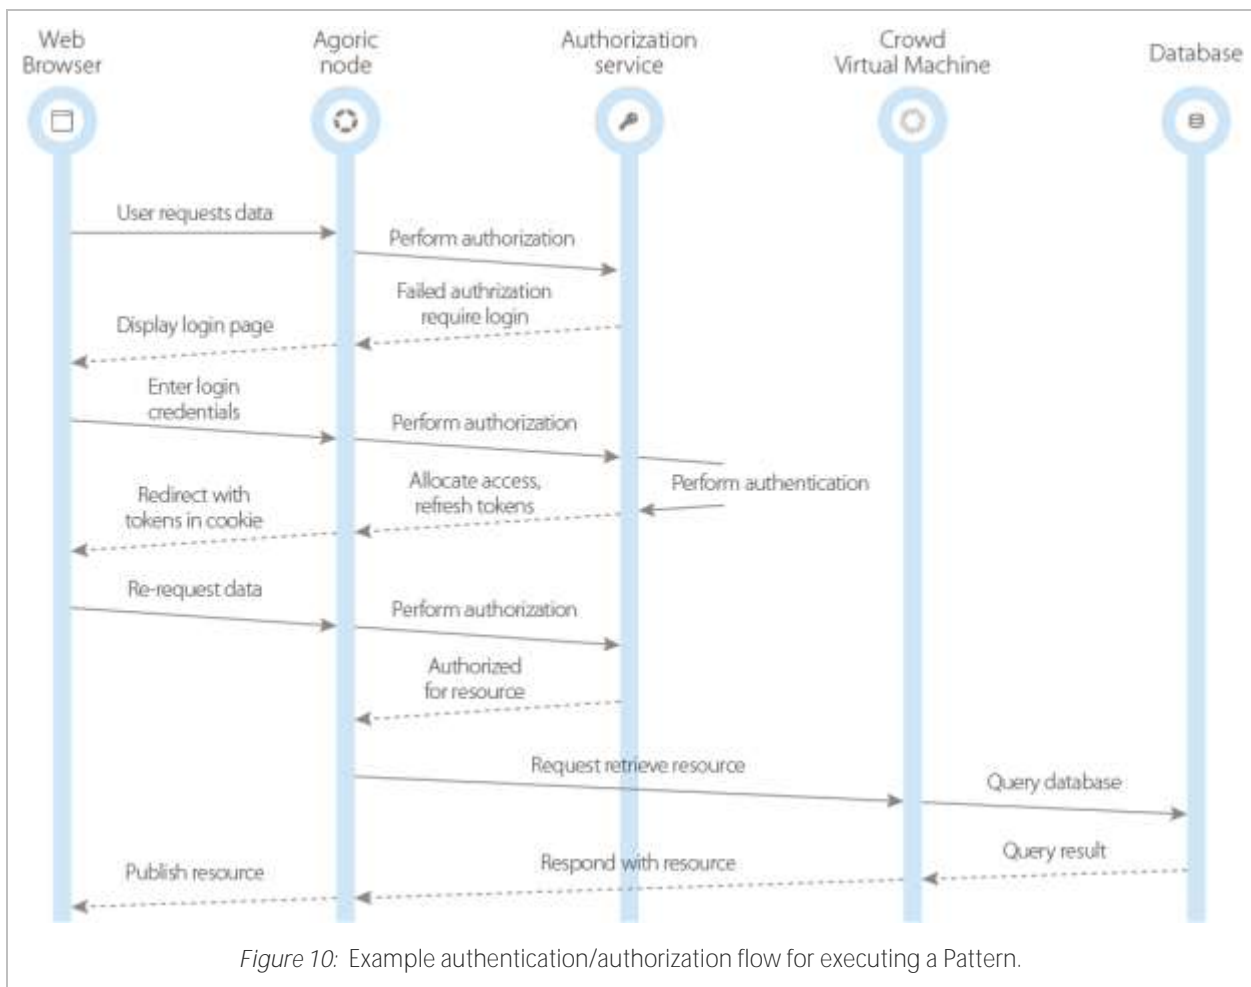 Web
Browser
Agoric
node
Authorization
service
Crowd
Virtual Machine
Database
User requests data
Perform authorization
Failed authrization
require login
Display login page
Enter login
credentials
Perform authorization
Perform authentication
Allocate access,
refresh tokens
Redirect with
tokens in cookie
Re-request data
Perform authorization
Authorized
for resource
Request retrieve resource
Query database
Query result
Respond with resource
Publish resource
Figure 10: Example authentication/authorization flow for executing a Pattern.